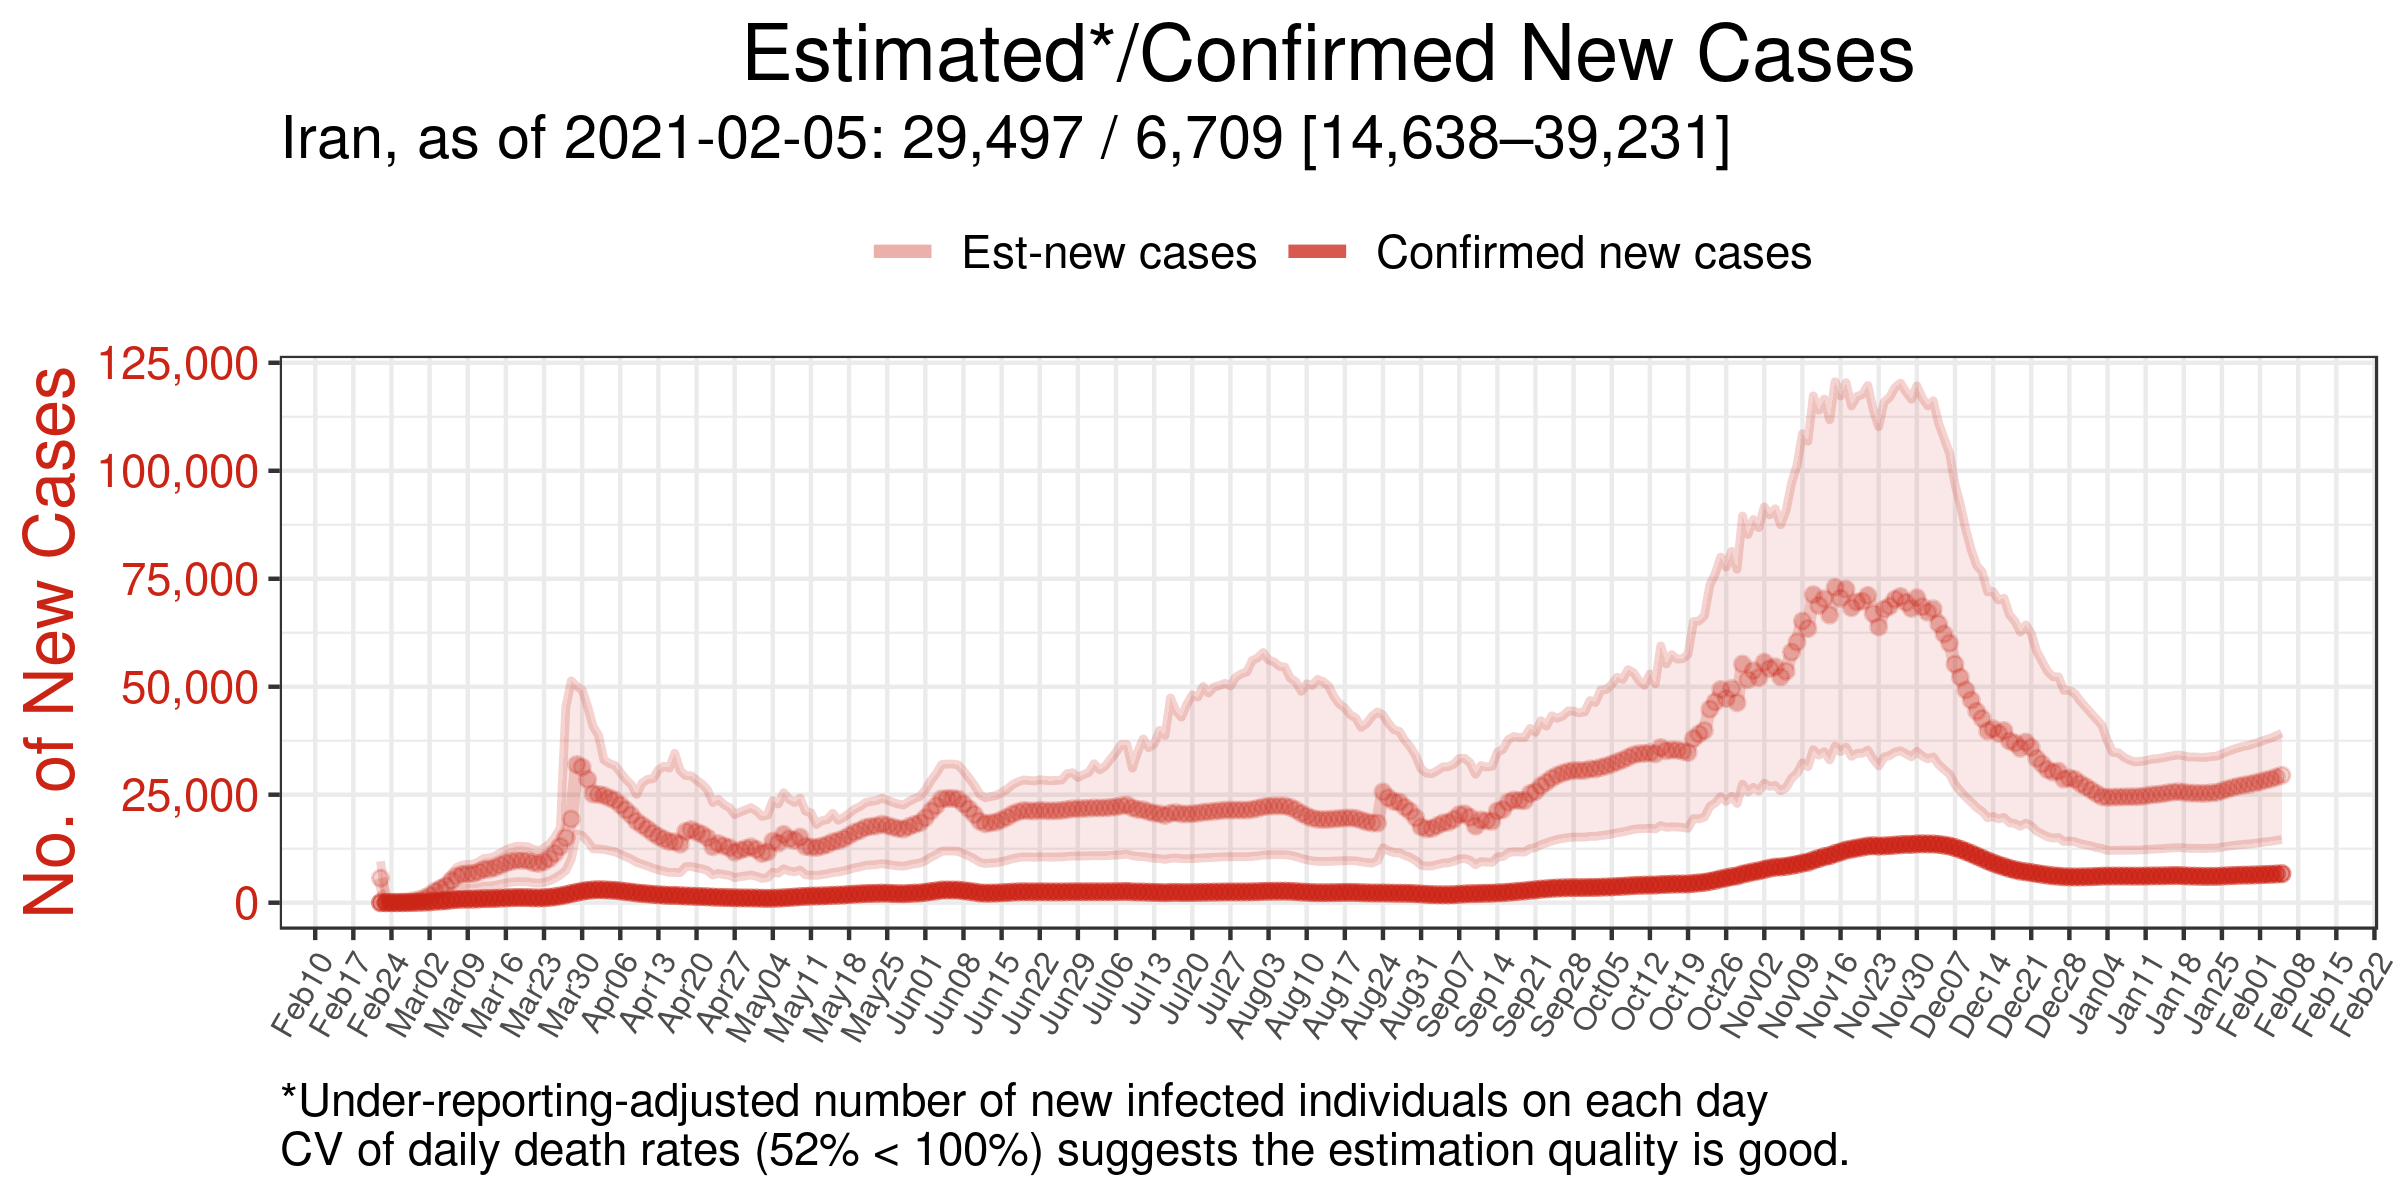 Estimated*/Confirmed New Cases
Iran, as of 2021-02-05: 29,497 / 6,709 [14,638–39,231]
Est-new cases
Confirmed new cases
No. of New Cases
125,000
100,000
75,000
50,000
25,000
0
Feb10
Feb17
Feb24
Mar02
Mar09
Mar16
Mar23
Mar30
Apr06
Apr13
Apr20
Apr27
May04
May11
May18
May25
Jun01
Jun08
Jun15
Jun22
Jun29
Jul06
Jul13
Jul20
Jul27
Aug03
Aug10
Aug17
Aug24
Aug31
Sep07
Sep14
Sep21
Sep28
Oct05
Oct12
Oct19
Oct26
Nov02
Nov09
Nov16
Nov23
Nov30
Dec07
Dec14
Dec21
Dec28
Jan04
Jan11
Jan18
Jan25
Feb01
Feb08
Feb15
Feb22
*Under-reporting-adjusted number of new infected individuals on each day
CV of daily death rates (52% < 100%) suggests the estimation quality is good.